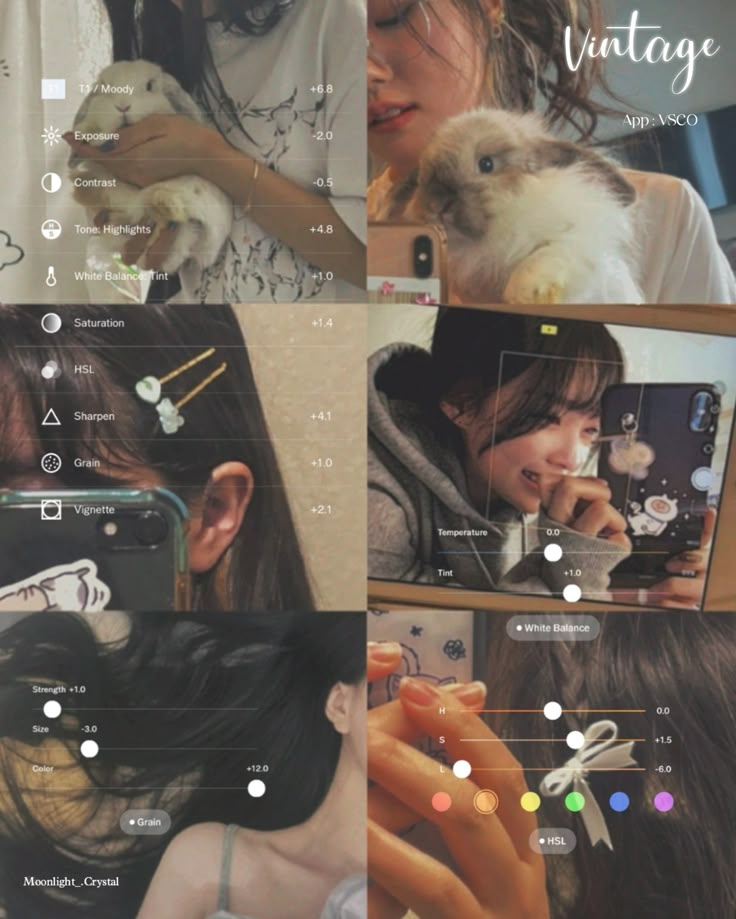 Vintage
App : VSCO
T1 T1 / Moody +6.8
Exposure -2.0
Contrast -0.5
Tone: Highlights +4.8
White Balance: Tint +1.0
Saturation +1.4
HSL
Sharpen +4.1
Grain +1.0
Vignette +2.1
Temperature 0.0
Tint +1.0
White Balance
Strength +1.0
Size -3.0
Color +12.0
Grain
H 0.0
S +1.5
L -6.0
HSL
Moonlight_.Crystal